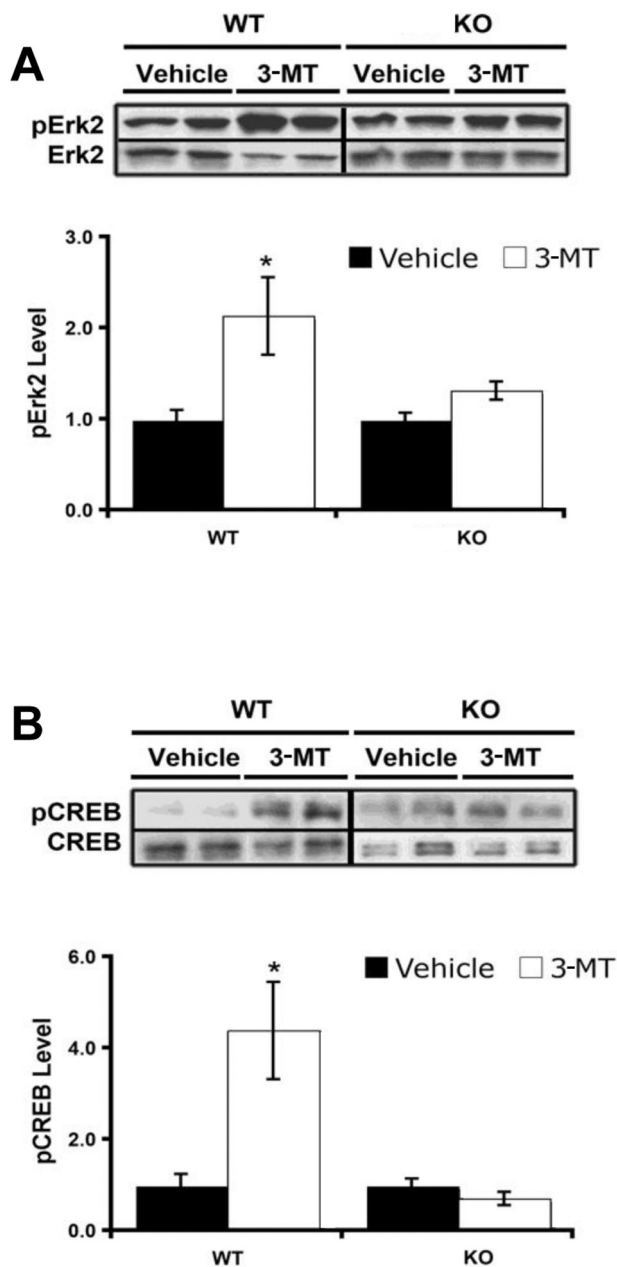 WT KO
A
Vehicle 3-MT Vehicle 3-MT
pErk2
Erk2
3.0
Vehicle 3-MT
*
2.0
pErk2 Level
1.0
0.0
WT KO
WT KO
B
Vehicle 3-MT Vehicle 3-MT
pCREB
CREB
6.0
Vehicle 3-MT
*
4.0
pCREB Level
2.0
0.0
WT KO